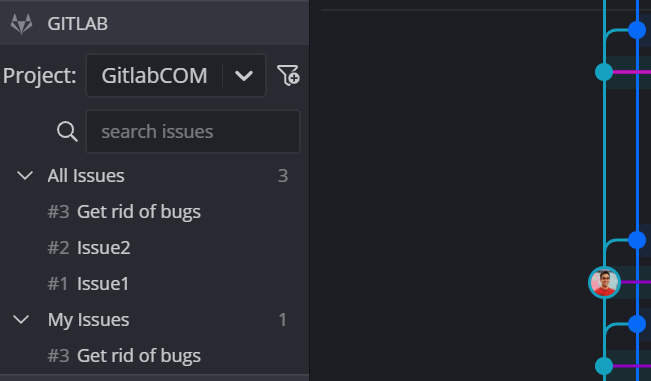 GITLAB
Project: GitlabCOM
search issues
All Issues 3
#3 Get rid of bugs
#2 Issue2
#1 Issue1
My Issues 1
#3 Get rid of bugs